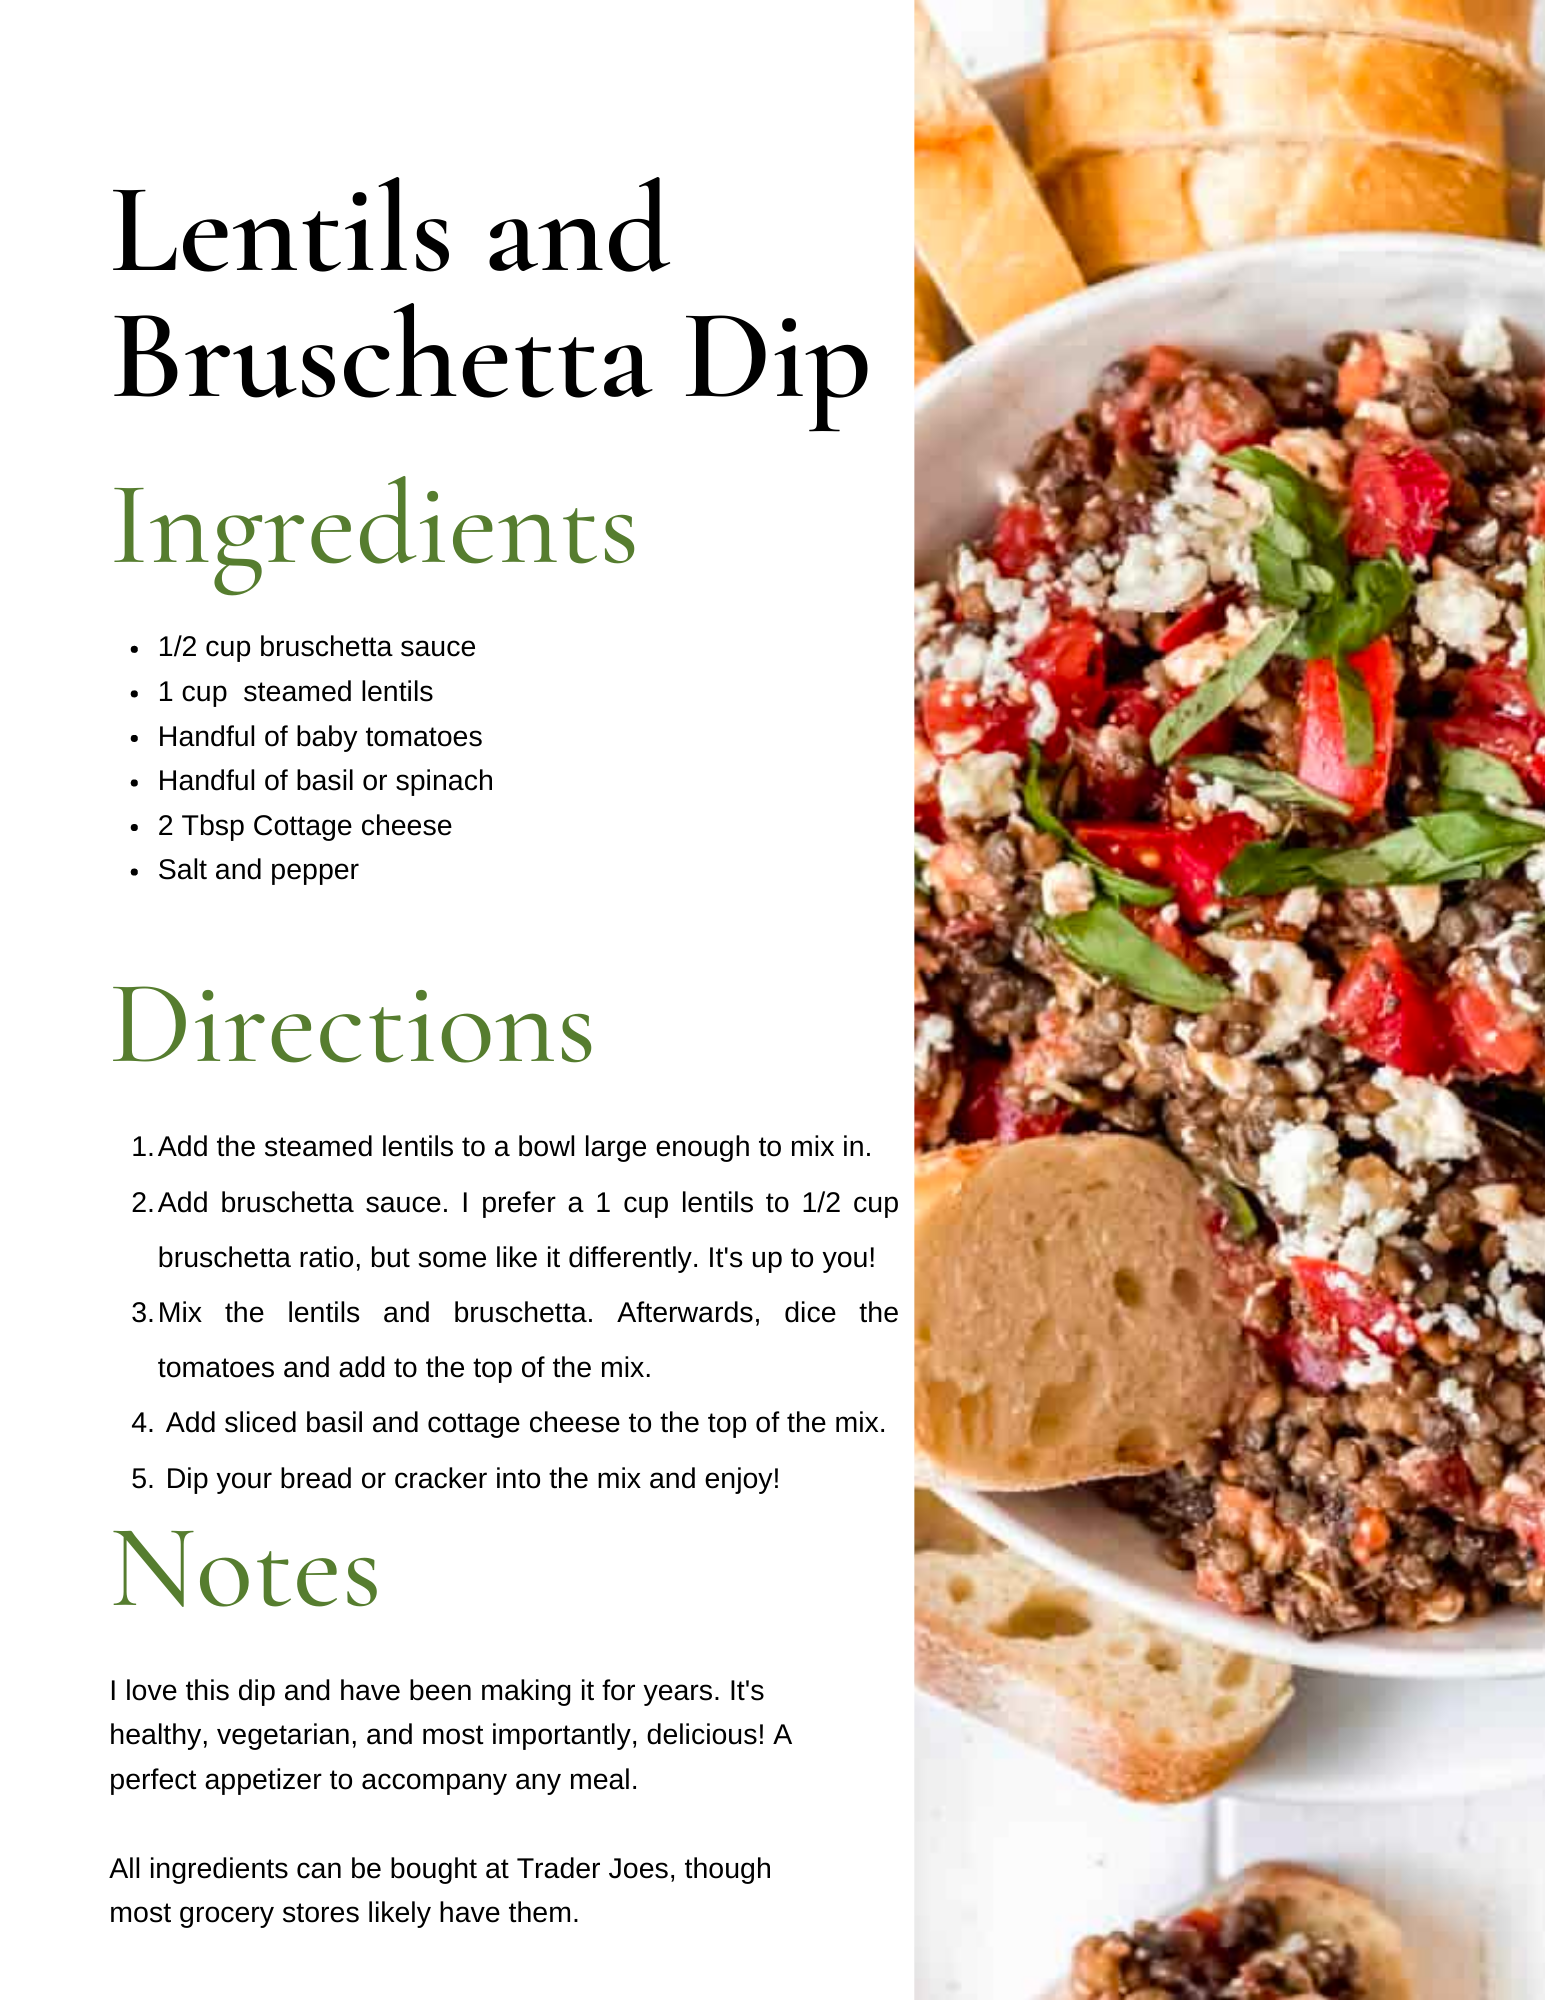 Lentils and
Bruschetta Dip
Ingredients
• 1/2 cup bruschetta sauce
• 1 cup  steamed lentils
• Handful of baby tomatoes
• Handful of basil or spinach
• 2 Tbsp Cottage cheese
• Salt and pepper
Directions
1. Add the steamed lentils to a bowl large enough to mix in.
2. Add bruschetta sauce. I prefer a 1 cup lentils to 1/2 cup
bruschetta ratio, but some like it differently. It's up to you!
3. Mix the lentils and bruschetta. Afterwards, dice the
tomatoes and add to the top of the mix.
4. Add sliced basil and cottage cheese to the top of the mix.
5. Dip your bread or cracker into the mix and enjoy!
Notes
I love this dip and have been making it for years. It's
healthy, vegetarian, and most importantly, delicious! A
perfect appetizer to accompany any meal.
All ingredients can be bought at Trader Joes, though
most grocery stores likely have them.